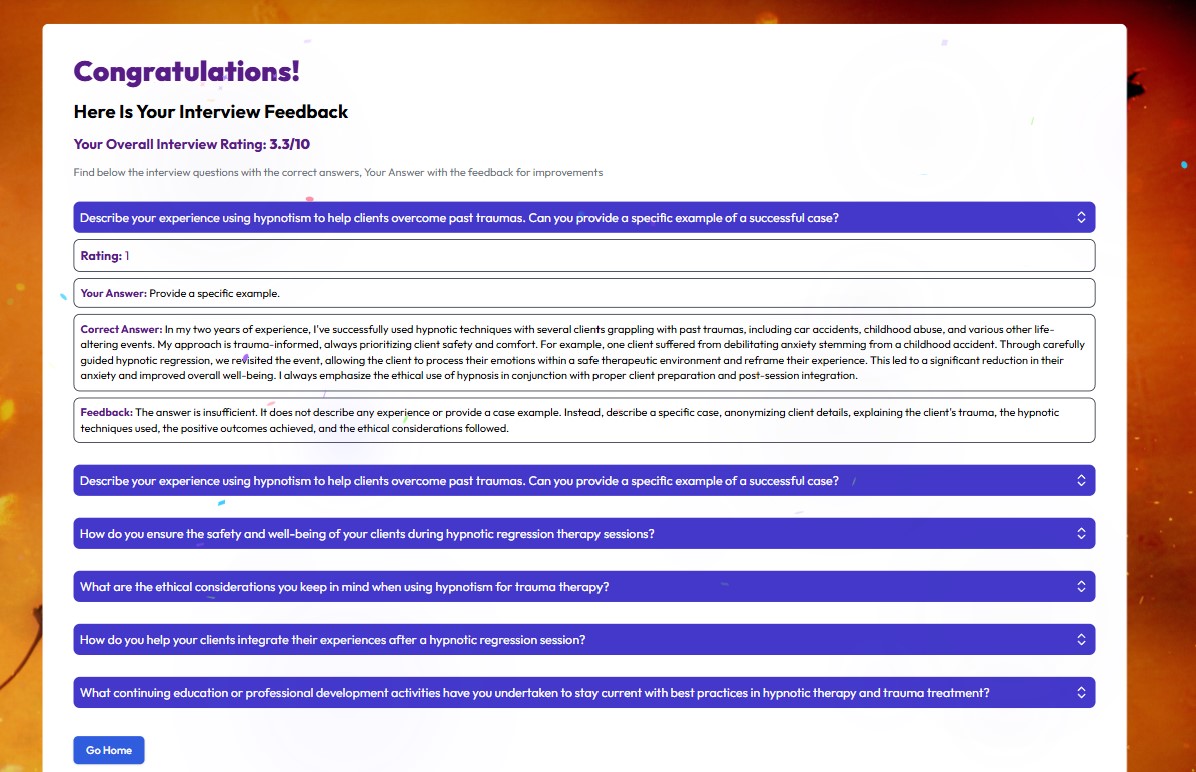 Congratulations!
Here Is Your Interview Feedback
Your Overall Interview Rating: 3.3/10
Find below the interview questions with the correct answers, Your Answer with the feedback for improvements
Describe your experience using hypnotism to help clients overcome past traumas. Can you provide a specific example of a successful case?
Rating: 1
Your Answer: Provide a specific example.
Correct Answer: In my two years of experience, I've successfully used hypnotic techniques with several clients grappling with past traumas, including car accidents, childhood abuse, and various other life-
altering events. My approach is trauma-informed, always prioritizing client safety and comfort. For example, one client suffered from debilitating anxiety stemming from a childhood accident. Through carefully
guided hypnotic regression, we revisited the event, allowing the client to process their emotions within a safe therapeutic environment and reframe their experience. This led to a significant reduction in their
anxiety and improved overall well-being. I always emphasize the ethical use of hypnosis in conjunction with proper client preparation and post-session integration.
Feedback: The answer is insufficient. It does not describe any experience or provide a case example. Instead, describe a specific case, anonymizing client details, explaining the client's trauma, the hypnotic
techniques used, the positive outcomes achieved, and the ethical considerations followed.
Describe your experience using hypnotism to help clients overcome past traumas. Can you provide a specific example of a successful case?
How do you ensure the safety and well-being of your clients during hypnotic regression therapy sessions?
What are the ethical considerations you keep in mind when using hypnotism for trauma therapy?
How do you help your clients integrate their experiences after a hypnotic regression session?
What continuing education or professional development activities have you undertaken to stay current with best practices in hypnotic therapy and trauma treatment?
Go Home